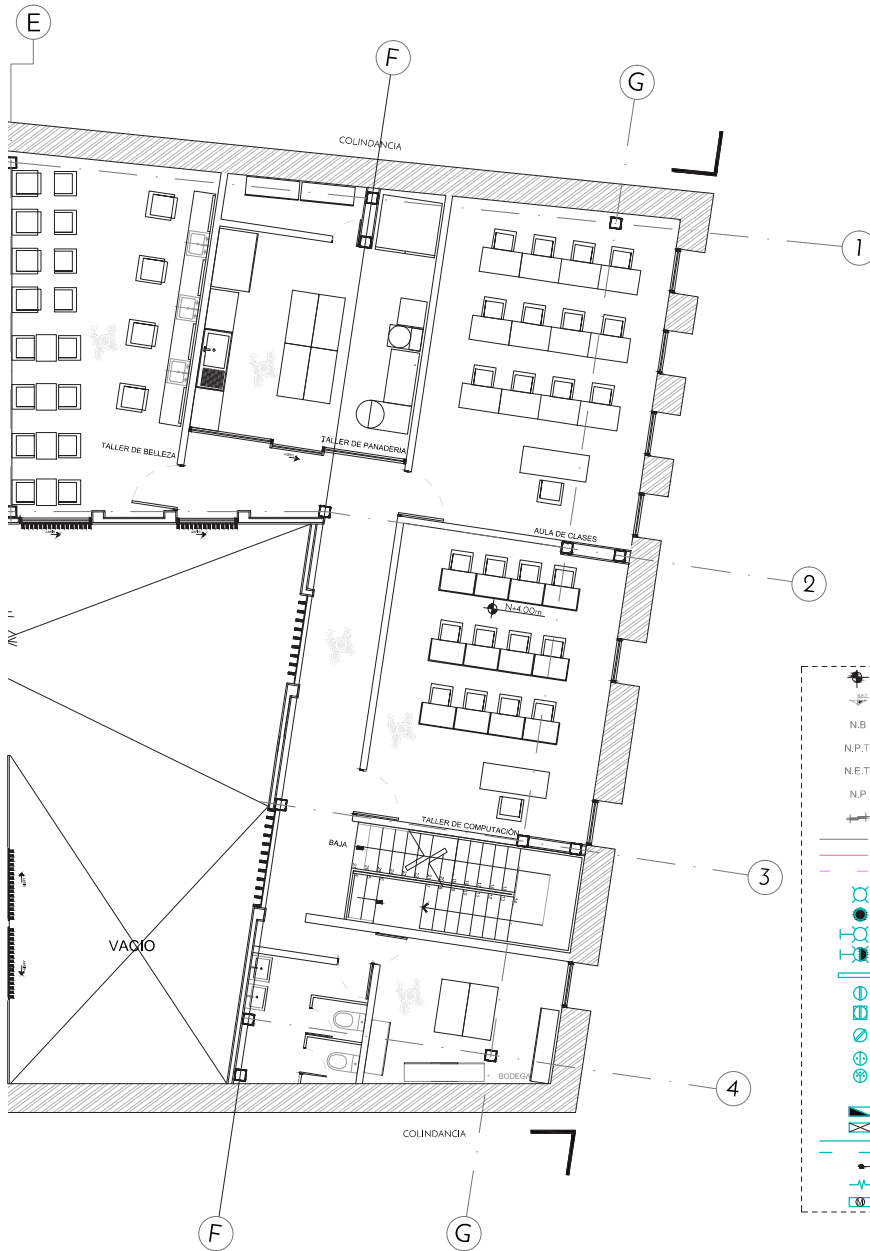 E
F
G
COLINDANCIA
1
TALLER DE BELLEZA
TALLER DE PANADERIA
AULA DE CLASES
2
N+4.00m
N.B
N.P.T
N.E.T
N.P
TALLER DE COMPUTACIÓN
BAJA
3
VACIO
BODEGA
4
COLINDANCIA
M
F
G